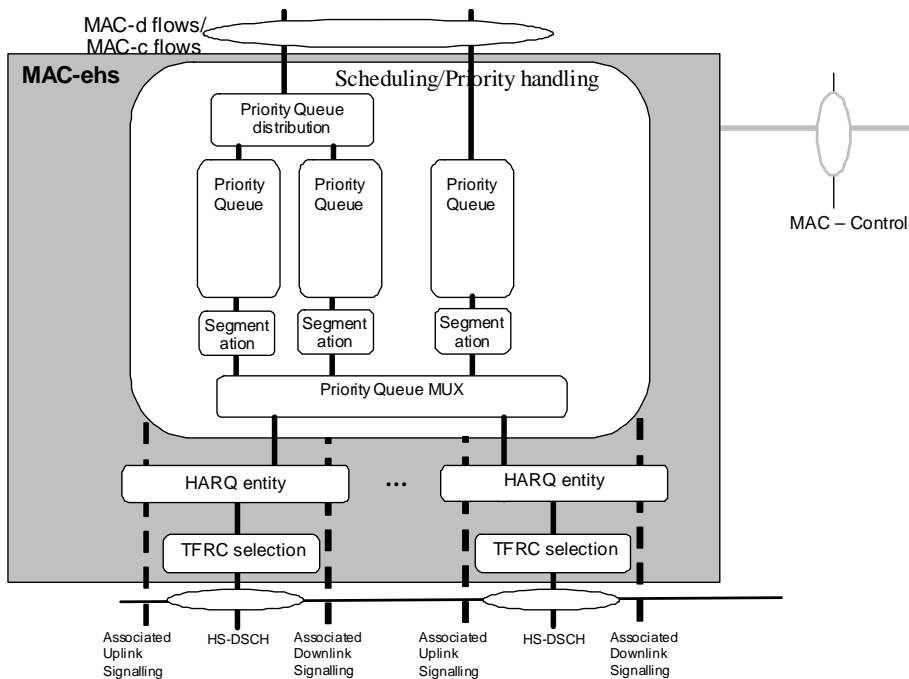 MAC-d flows/
MAC-c flows
MAC-ehs
Scheduling/Priority handling
Priority Queue
distribution
Priority
Queue
Priority
Queue
Priority
Queue
MAC – Control
Segment
ation
Segment
ation
Segment
ation
Priority Queue MUX
HARQ entity
...
HARQ entity
TFRC selection
TFRC selection
Associated
Uplink
Signalling
HS-DSCH
Associated
Downlink
Signalling
Associated
Uplink
Signalling
HS-DSCH
Associated
Downlink
Signalling